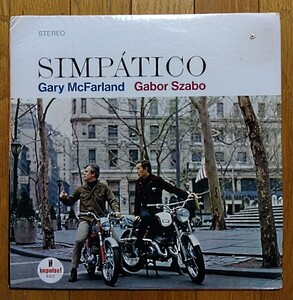 STEREO
SIMPÁTICO
Gary McFarland Gabor Szabo
impulse!